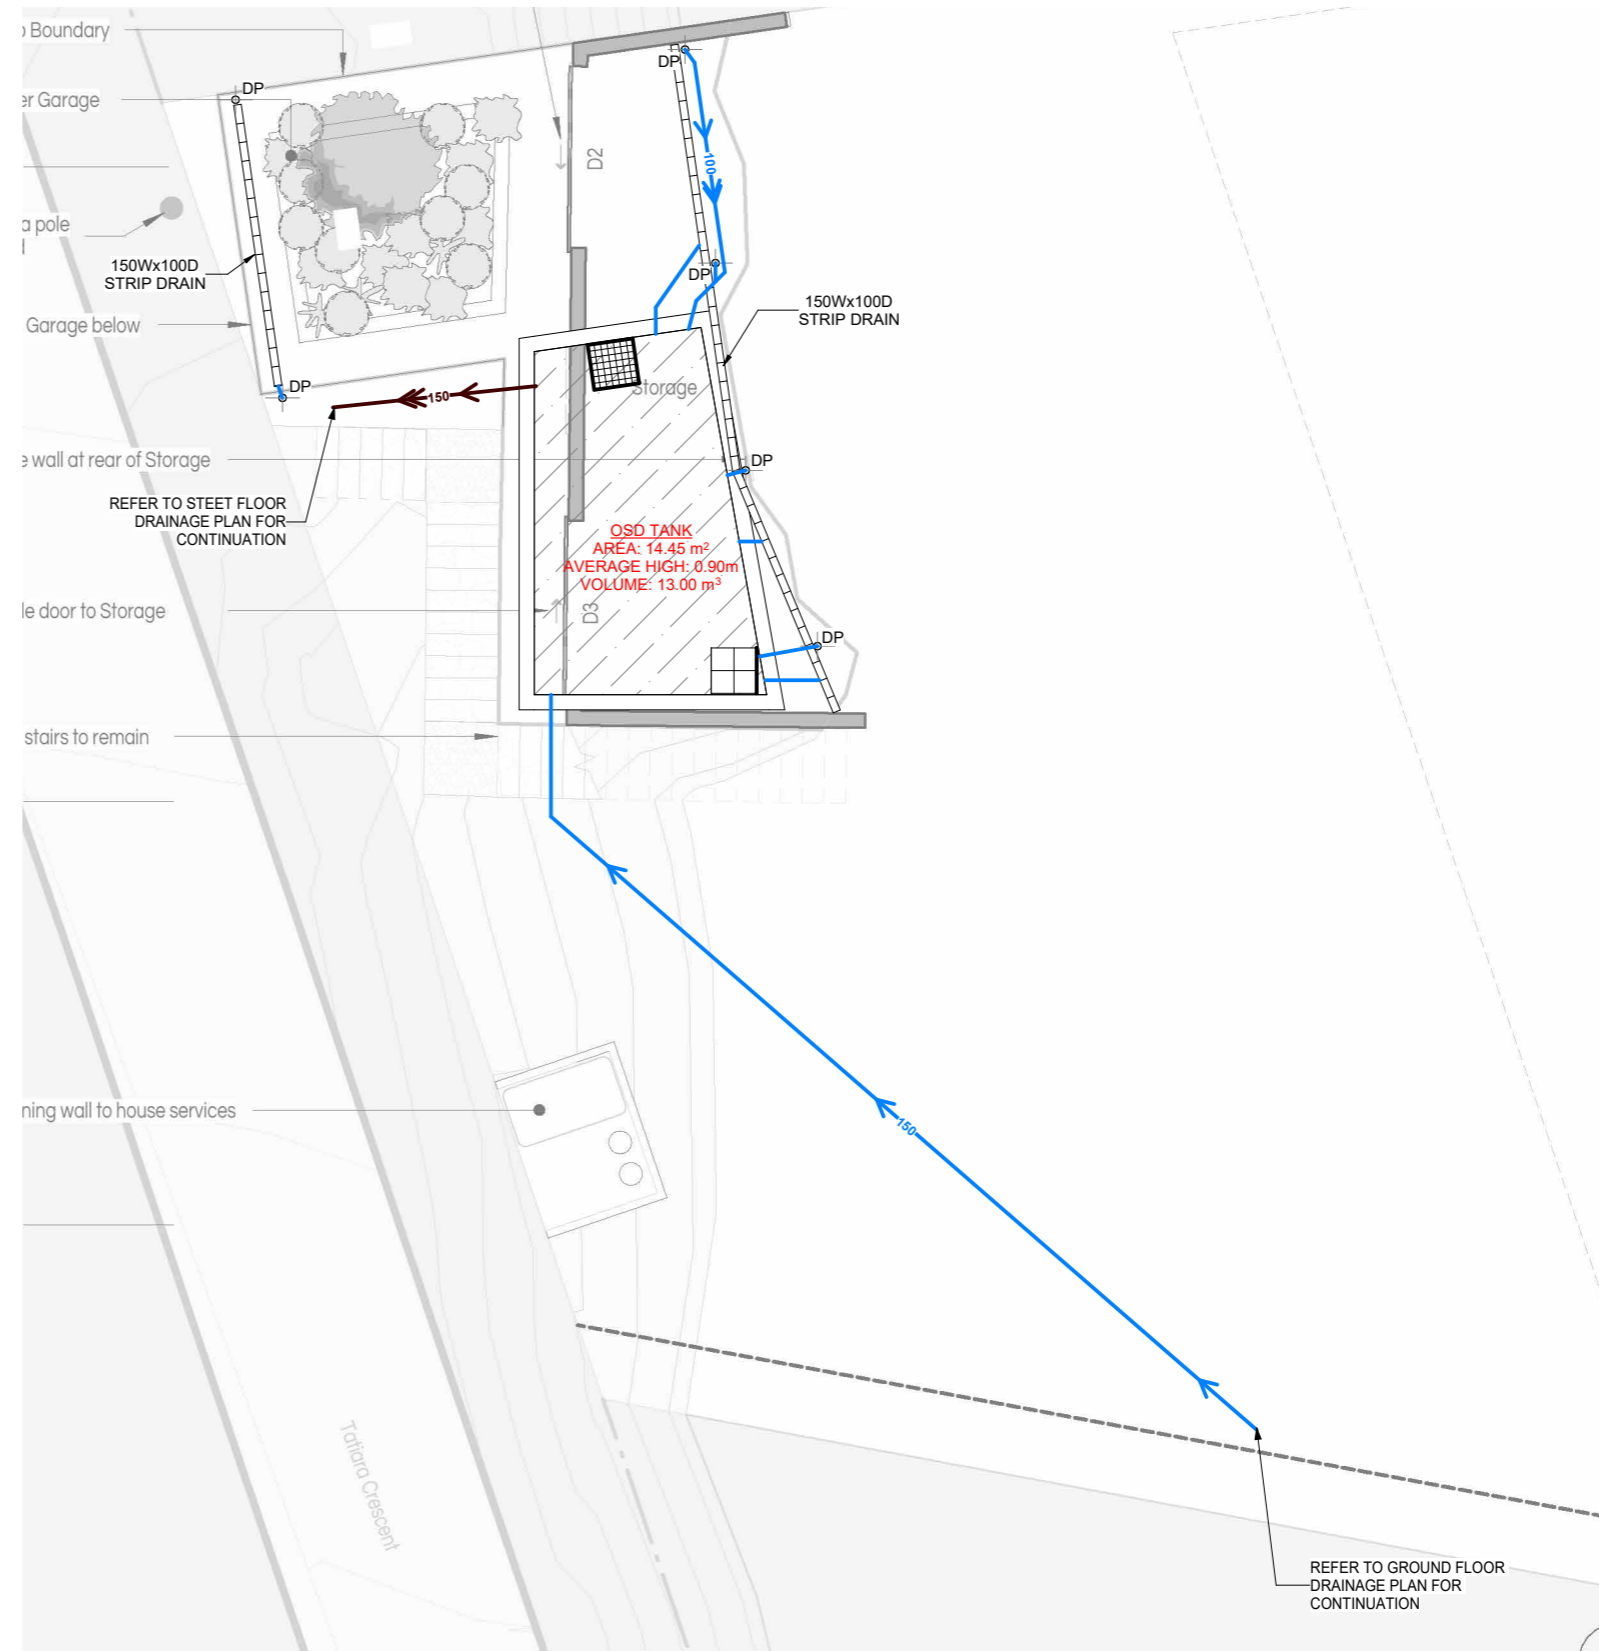 Boundary
DP
DP
er Garage
D2
100
a pole
150Wx100D
STRIP DRAIN
DP
150Wx100D
STRIP DRAIN
Garage below
DP
150
Storage
e wall at rear of Storage
DP
REFER TO STEET FLOOR
DRAINAGE PLAN FOR
CONTINUATION
OSD TANK
AREA: 14.45 m²
AVERAGE HIGH: 0.90m
VOLUME: 13.00 m³
le door to Storage
D3
DP
stairs to remain
ning wall to house services
150
Tatiara Crescent
REFER TO GROUND FLOOR
DRAINAGE PLAN FOR
CONTINUATION